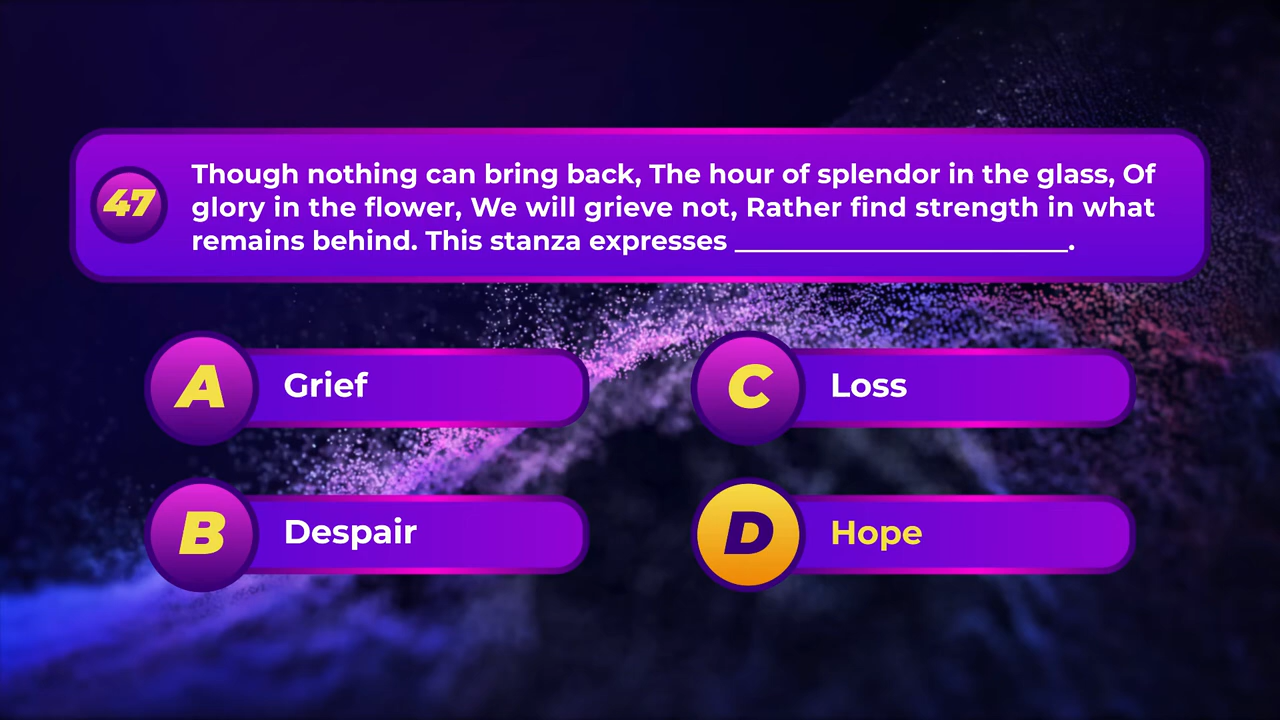 47
Though nothing can bring back, The hour of splendor in the glass, Of
glory in the flower, We will grieve not, Rather find strength in what
remains behind. This stanza expresses ______________________.
A Grief
B Despair
C Loss
D Hope